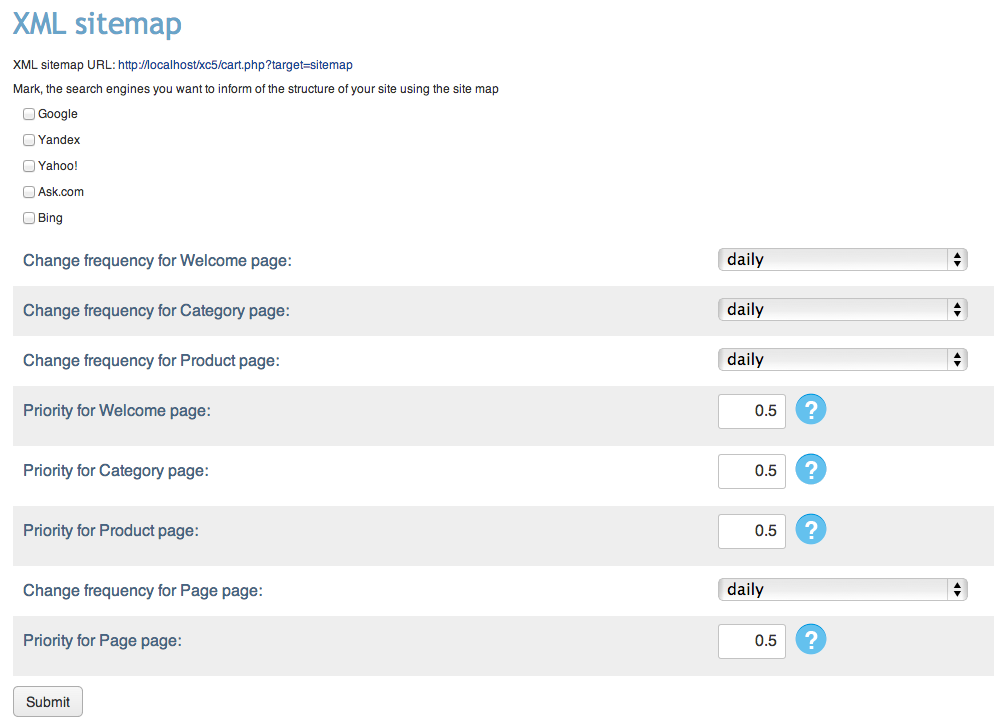 XML sitemap
XML sitemap URL: http://localhost/xc5/cart.php?target=sitemap
Mark, the search engines you want to inform of the structure of your site using the site map
Google
Yandex
Yahoo!
Ask.com
Bing
Change frequency for Welcome page: daily
Change frequency for Category page: daily
Change frequency for Product page: daily
Priority for Welcome page: 0.5 ?
Priority for Category page: 0.5 ?
Priority for Product page: 0.5 ?
Change frequency for Page page: daily
Priority for Page page: 0.5 ?
Submit